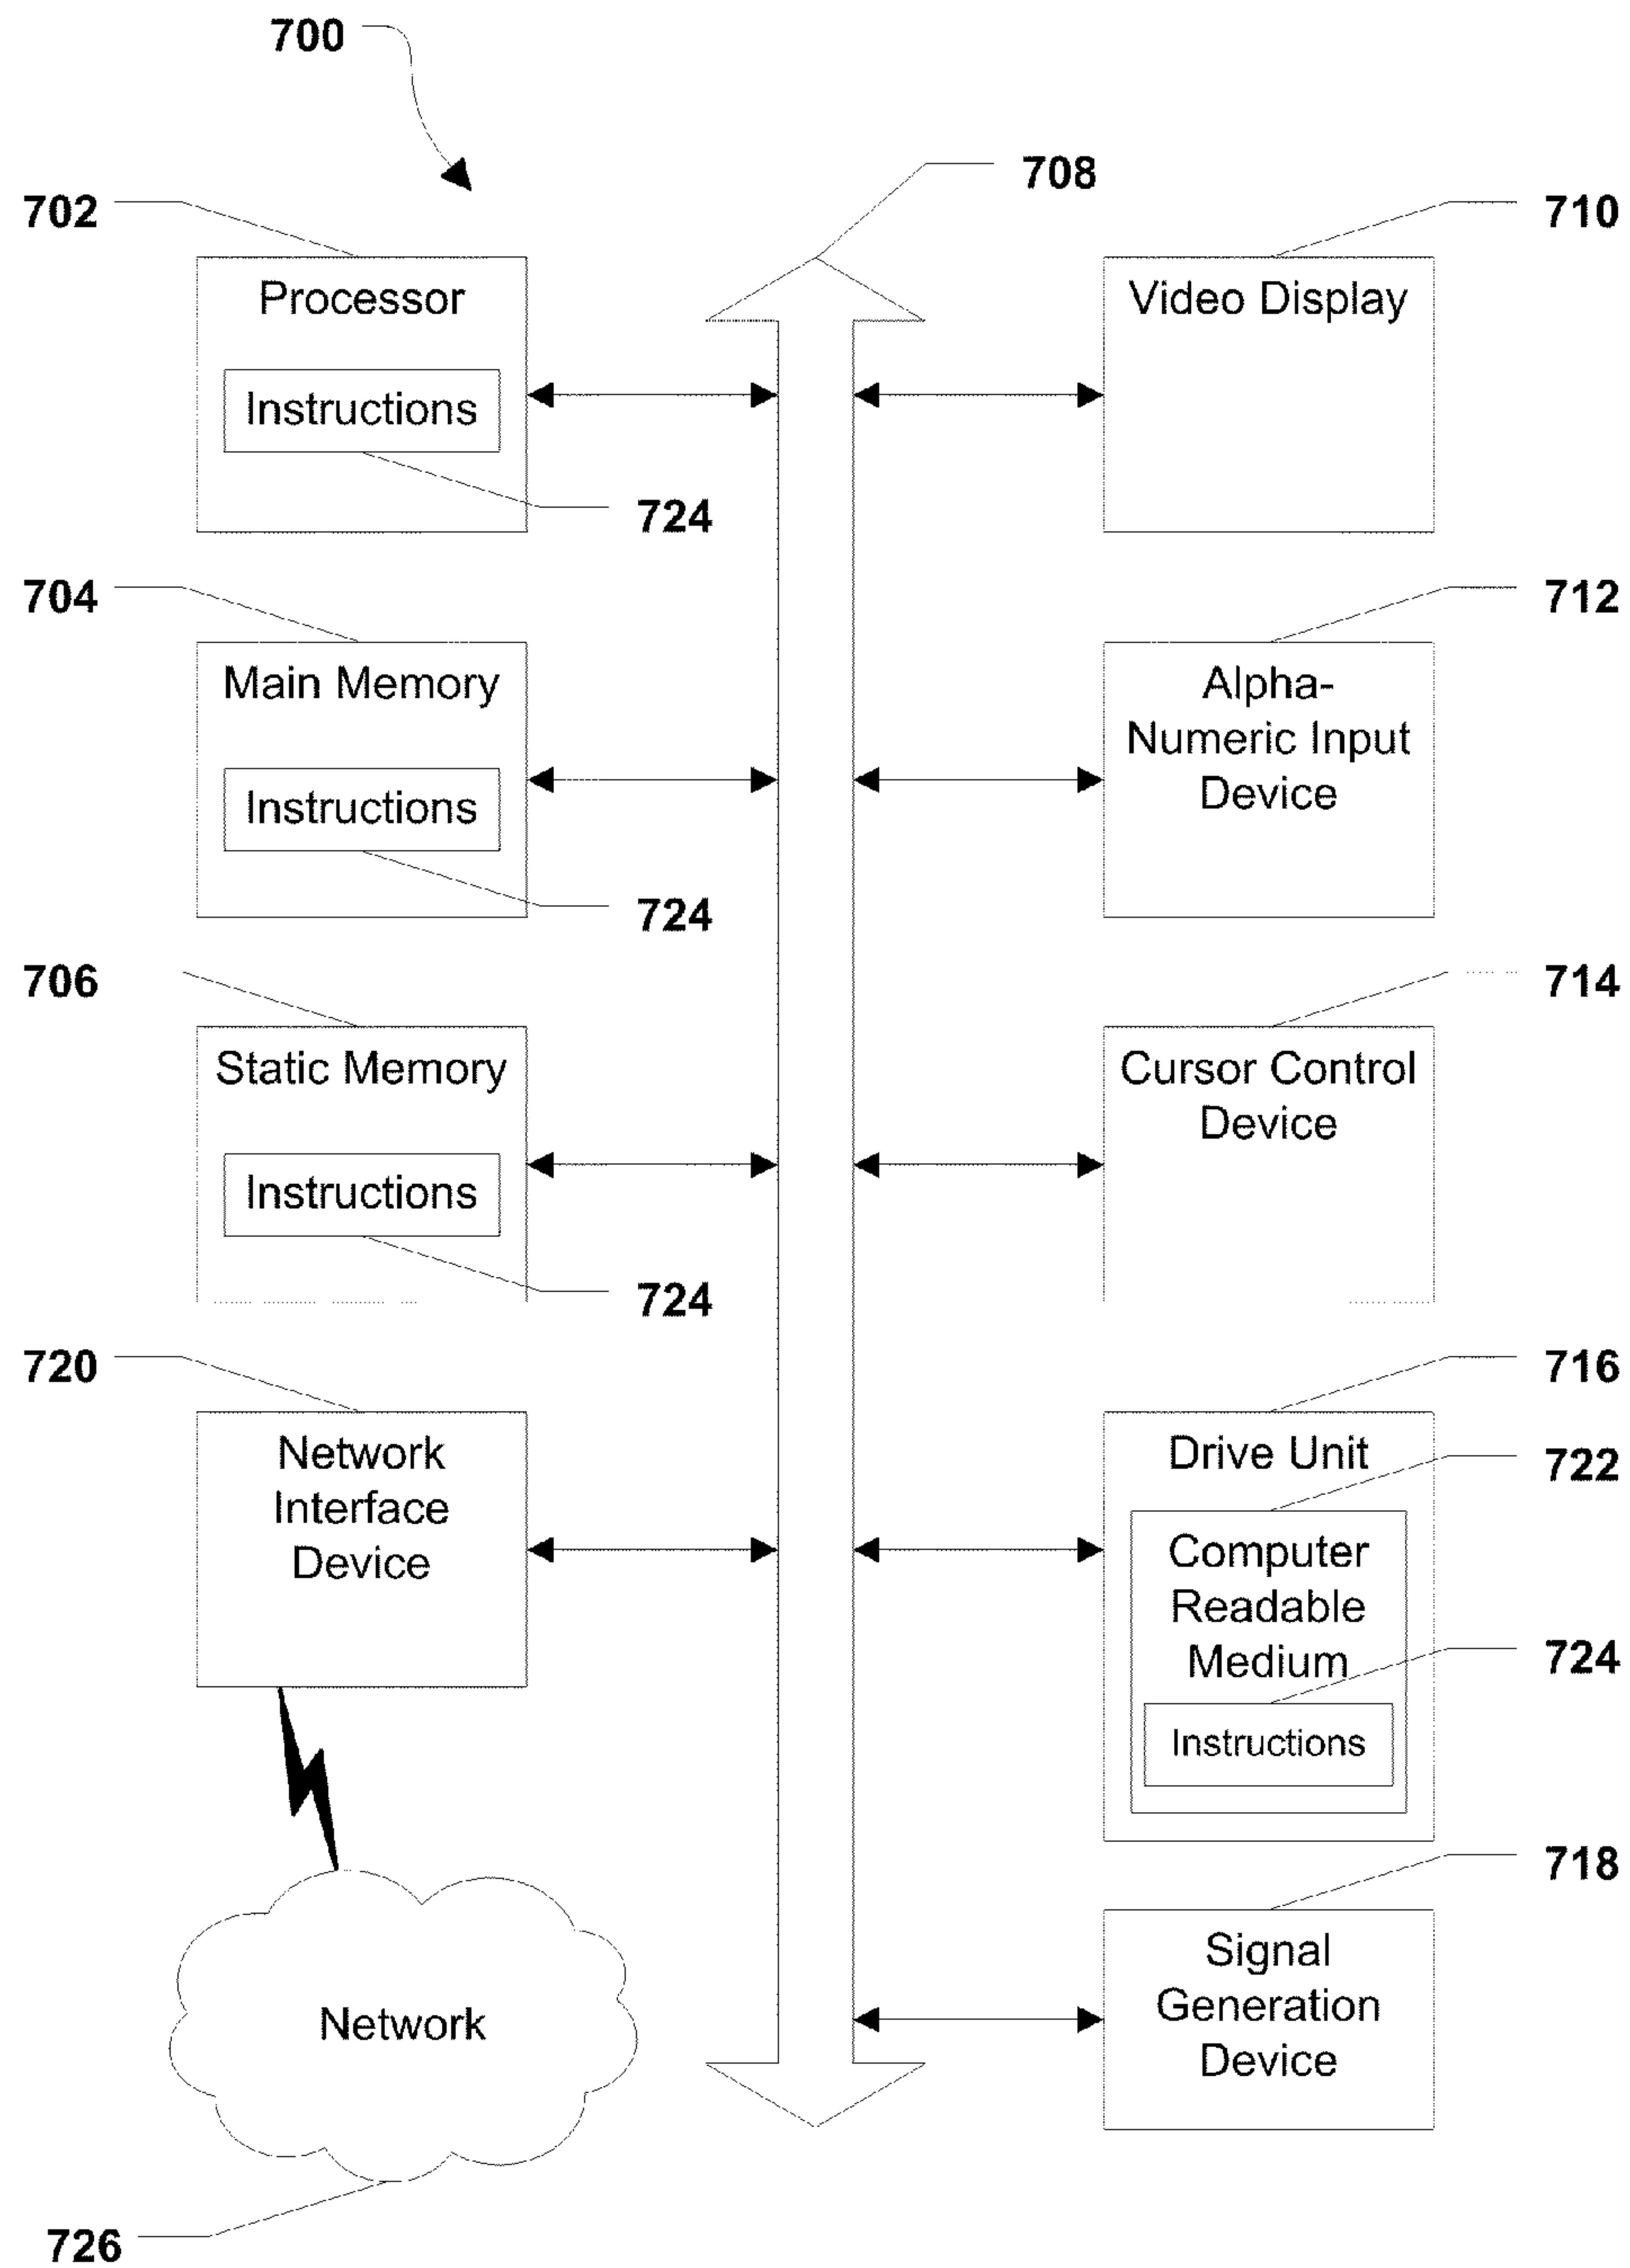 700
708
702
Processor
Instructions
724
710
Video Display
704
Main Memory
Instructions
724
712
Alpha-
Numeric Input
Device
706
Static Memory
Instructions
724
714
Cursor Control
Device
720
Network
Interface
Device
716
Drive Unit
722
Computer
Readable
Medium
724
Instructions
718
Signal
Generation
Device
Network
726